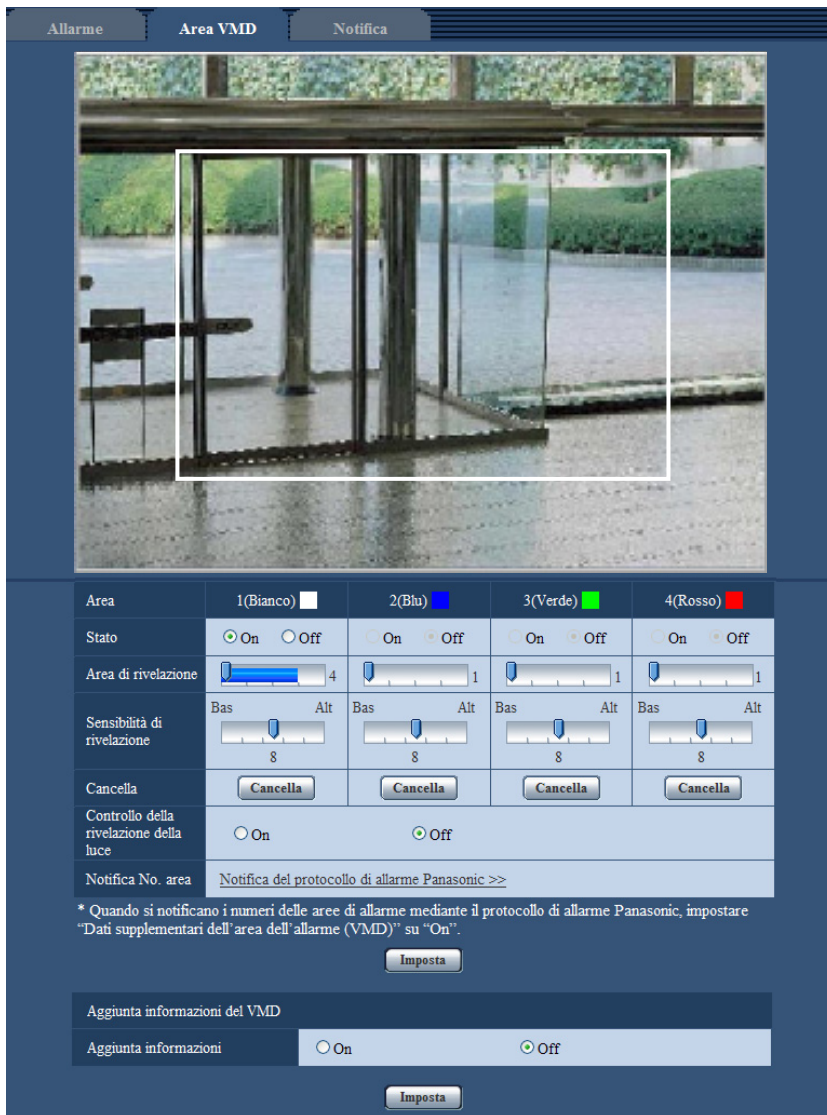 Allarme Area VMD Notifica
Area 1(Bianco) 2(Blu) 3(Verde) 4(Rosso)
Stato On Off On Off On Off On Off
Area di rivelazione 4 1 1 1
Sensibilità di rivelazione Bas Alt Bas Alt Bas Alt Bas Alt
8 8 8 8
Cancella Cancella Cancella Cancella Cancella
Controllo della
rivelazione della
luce
On Off
Notifica No. area Notifica del protocollo di allarme Panasonic >>
* Quando si notificano i numeri delle aree di allarme mediante il protocollo di allarme Panasonic, impostare
“Dati supplementari dell’area dell’allarme (VMD)” su “On”.
Imposta
Aggiunta informazioni del VMD
Aggiunta informazioni On Off
Imposta